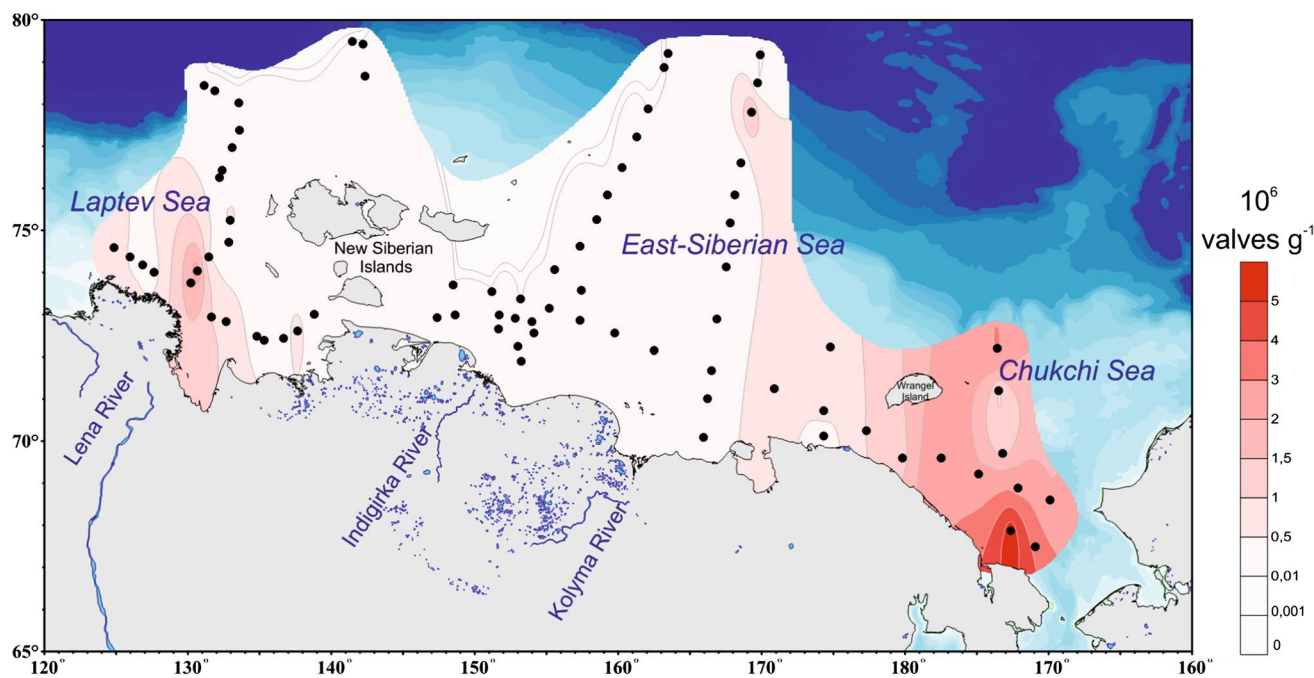 80°
75°
70°
65°
120°
130°
140°
150°
160°
170°
180°
170°
160°
Laptev Sea
New Siberian
Islands
East-Siberian Sea
Wrangel
Island
Chukchi Sea
Lena River
Indigirka River
Kolyma River
10⁶
valves g⁻¹
5
4
3
2
1,5
1
0,5
0,01
0,001
0